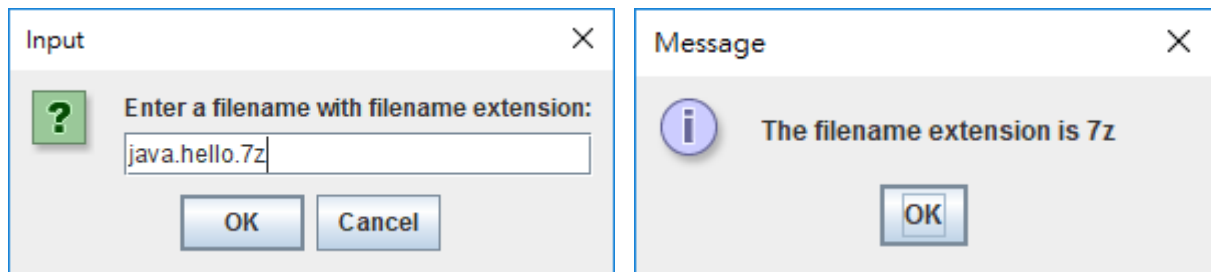 Input
Enter a filename with filename extension:
java.hello.7z
OK
Cancel
Message
The filename extension is 7z
OK